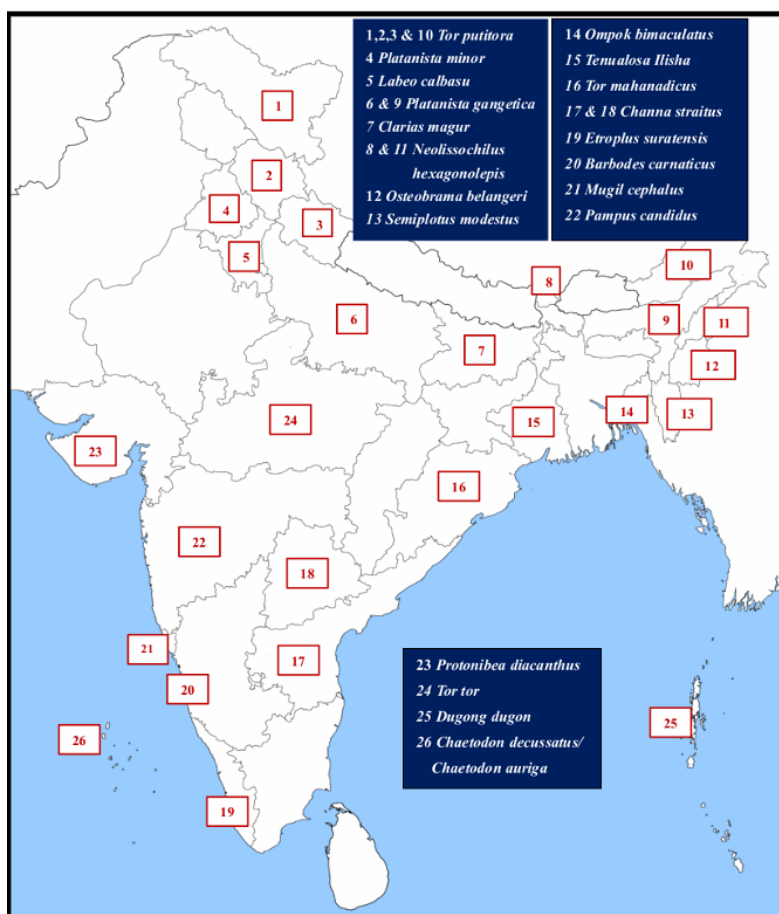 1,2,3 & 10 Tor putitora
4 Platanista minor
5 Labeo calbasu
6 & 9 Platanista gangetica
7 Clarias magur
8 & 11 Neolissochilus
hexagonolepis
12 Osteobrama belangeri
13 Semiplotus modestus
14 Ompok bimaculatus
15 Tenualosa Ilisha
16 Tor mahanadicus
17 & 18 Channa straitus
19 Etroplus suratensis
20 Barbodes carnaticus
21 Mugil cephalus
22 Pampus candidus
1
2
4
3
5
10
8
6
9
11
7
12
14
13
15
24
23
16
22
18
21
17
20
23 Protonibea diacanthus
24 Tor tor
25 Dugong dugon
26 Chaetodon decussatus/
Chaetodon auriga
25
26
19